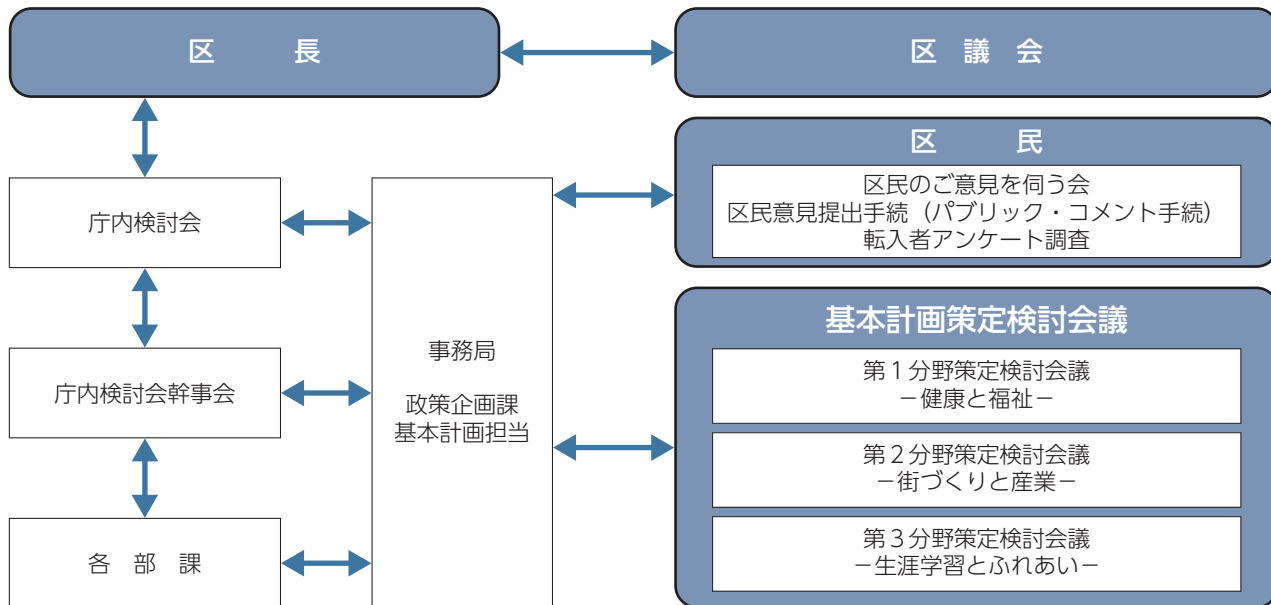 区　　長
区　議　会
区　　民
区民のご意見を伺う会
区民意見提出手続（パブリック・コメント手続）
転入者アンケート調査
庁内検討会
庁内検討会幹事会
各　部　課
事務局
政策企画課
基本計画担当
基本計画策定検討会議
第１分野策定検討会議
－健康と福祉－
第２分野策定検討会議
－街づくりと産業－
第３分野策定検討会議
－生涯学習とふれあい－